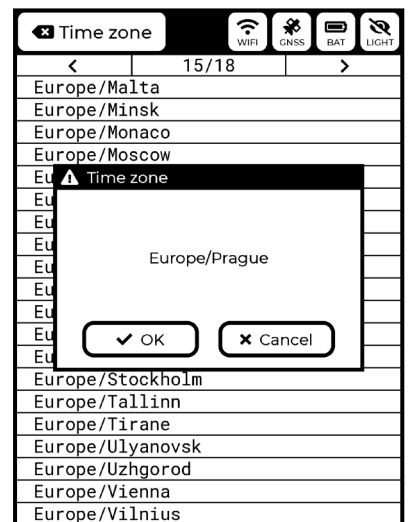 Time zone
WIFI
GNSS
BAT
LIGHT
15/18
Europe/Malta
Europe/Minsk
Europe/Monaco
Europe/Moscow
Time zone
Europe/Prague
OK
Cancel
Europe/Stockholm
Europe/Tallinn
Europe/Tirane
Europe/Ulyanovsk
Europe/Uzhgorod
Europe/Vienna
Europe/Vilnius